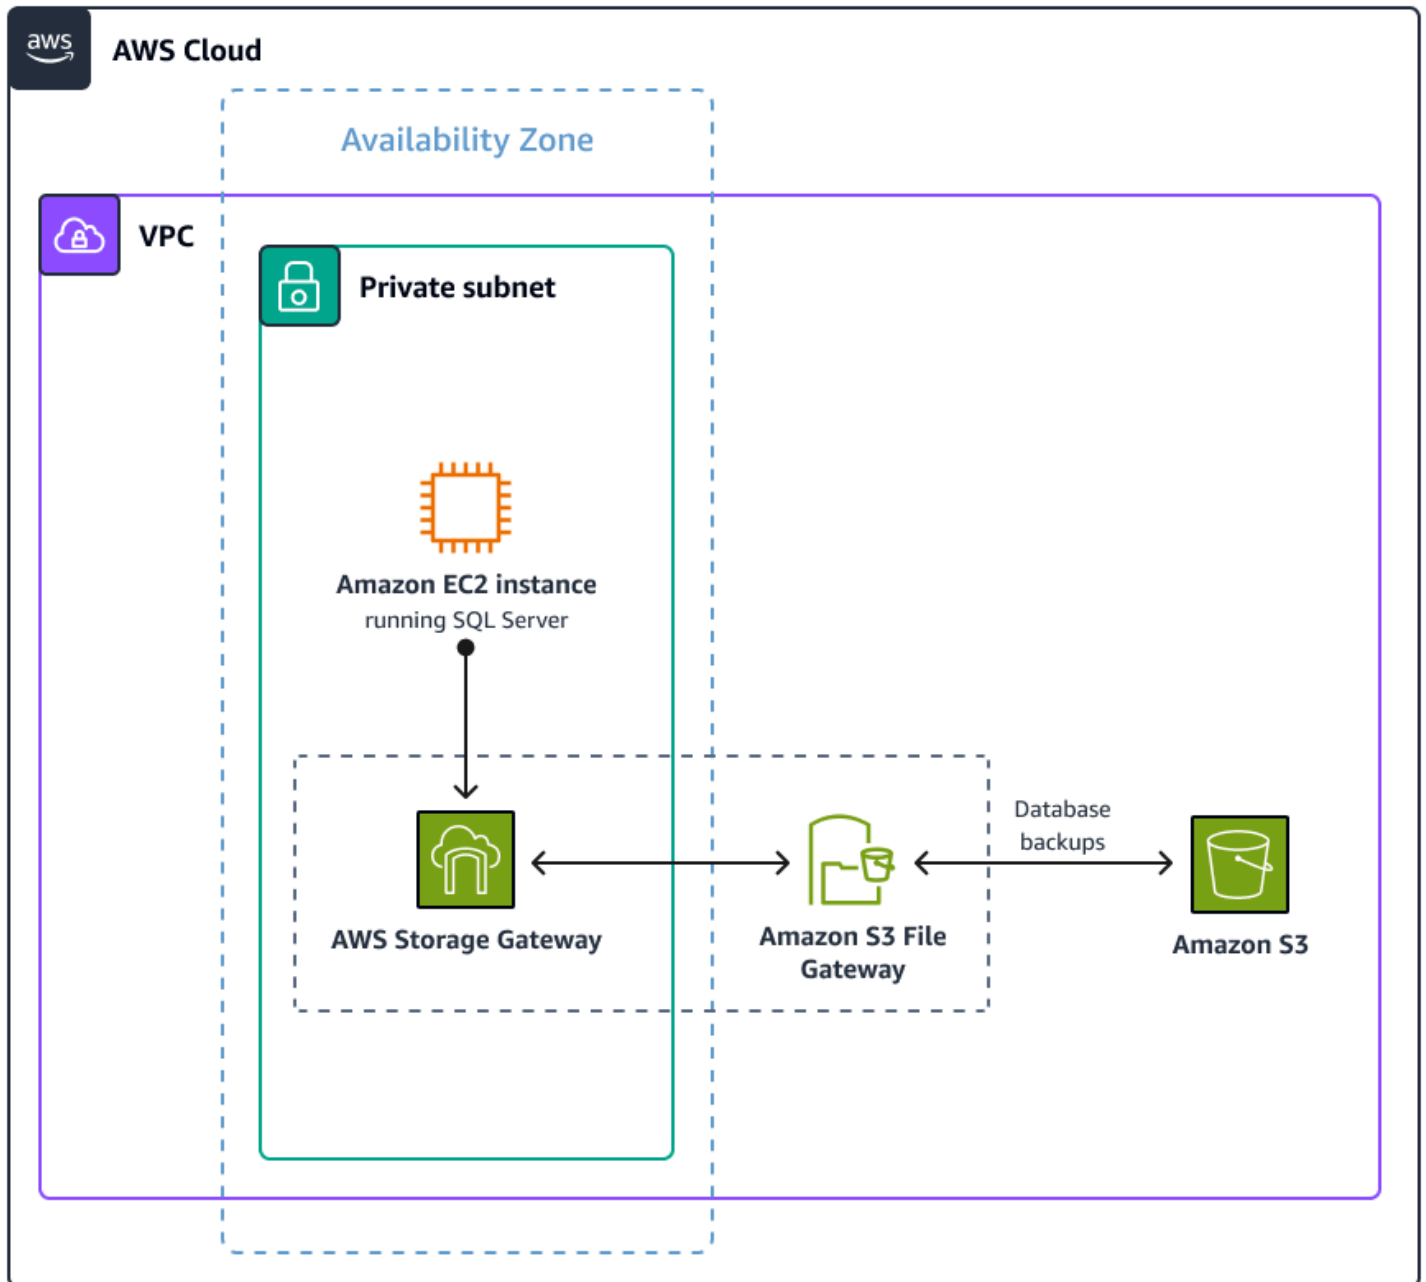 aws
AWS Cloud
Availability Zone
VPC
Private subnet
Amazon EC2 instance
running SQL Server
AWS Storage Gateway
Amazon S3 File
Gateway
Database
backups
Amazon S3